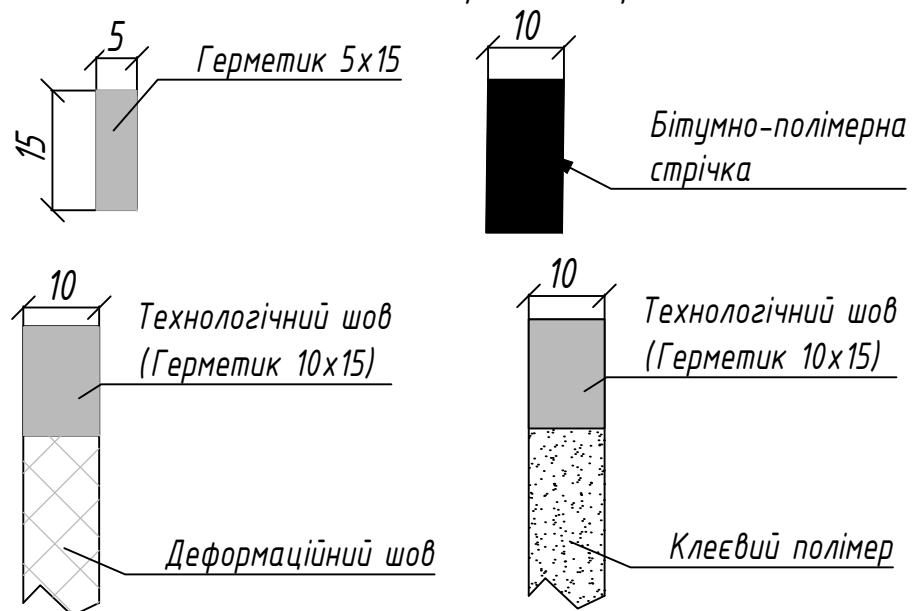 5
Герметик 5х15
15
10
Бітумно-полімерна
стрічка
10
Технологічний шов
(Герметик 10х15)
Деформаційний шов
10
Технологічний шов
(Герметик 10х15)
Клеєвий полімер